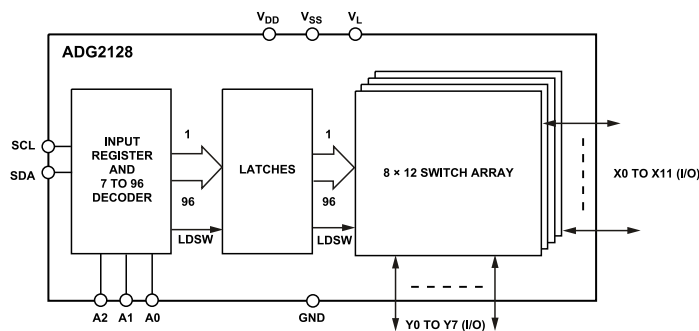 VDD VSS VL
ADG2128
SCL
SDA
INPUT
REGISTER
AND
7 TO 96
DECODER
1
96
LDSW
LATCHES
1
96
LDSW
8 × 12 SWITCH ARRAY
X0 TO X11 (I/O)
A2 A1 A0
GND
Y0 TO Y7 (I/O)